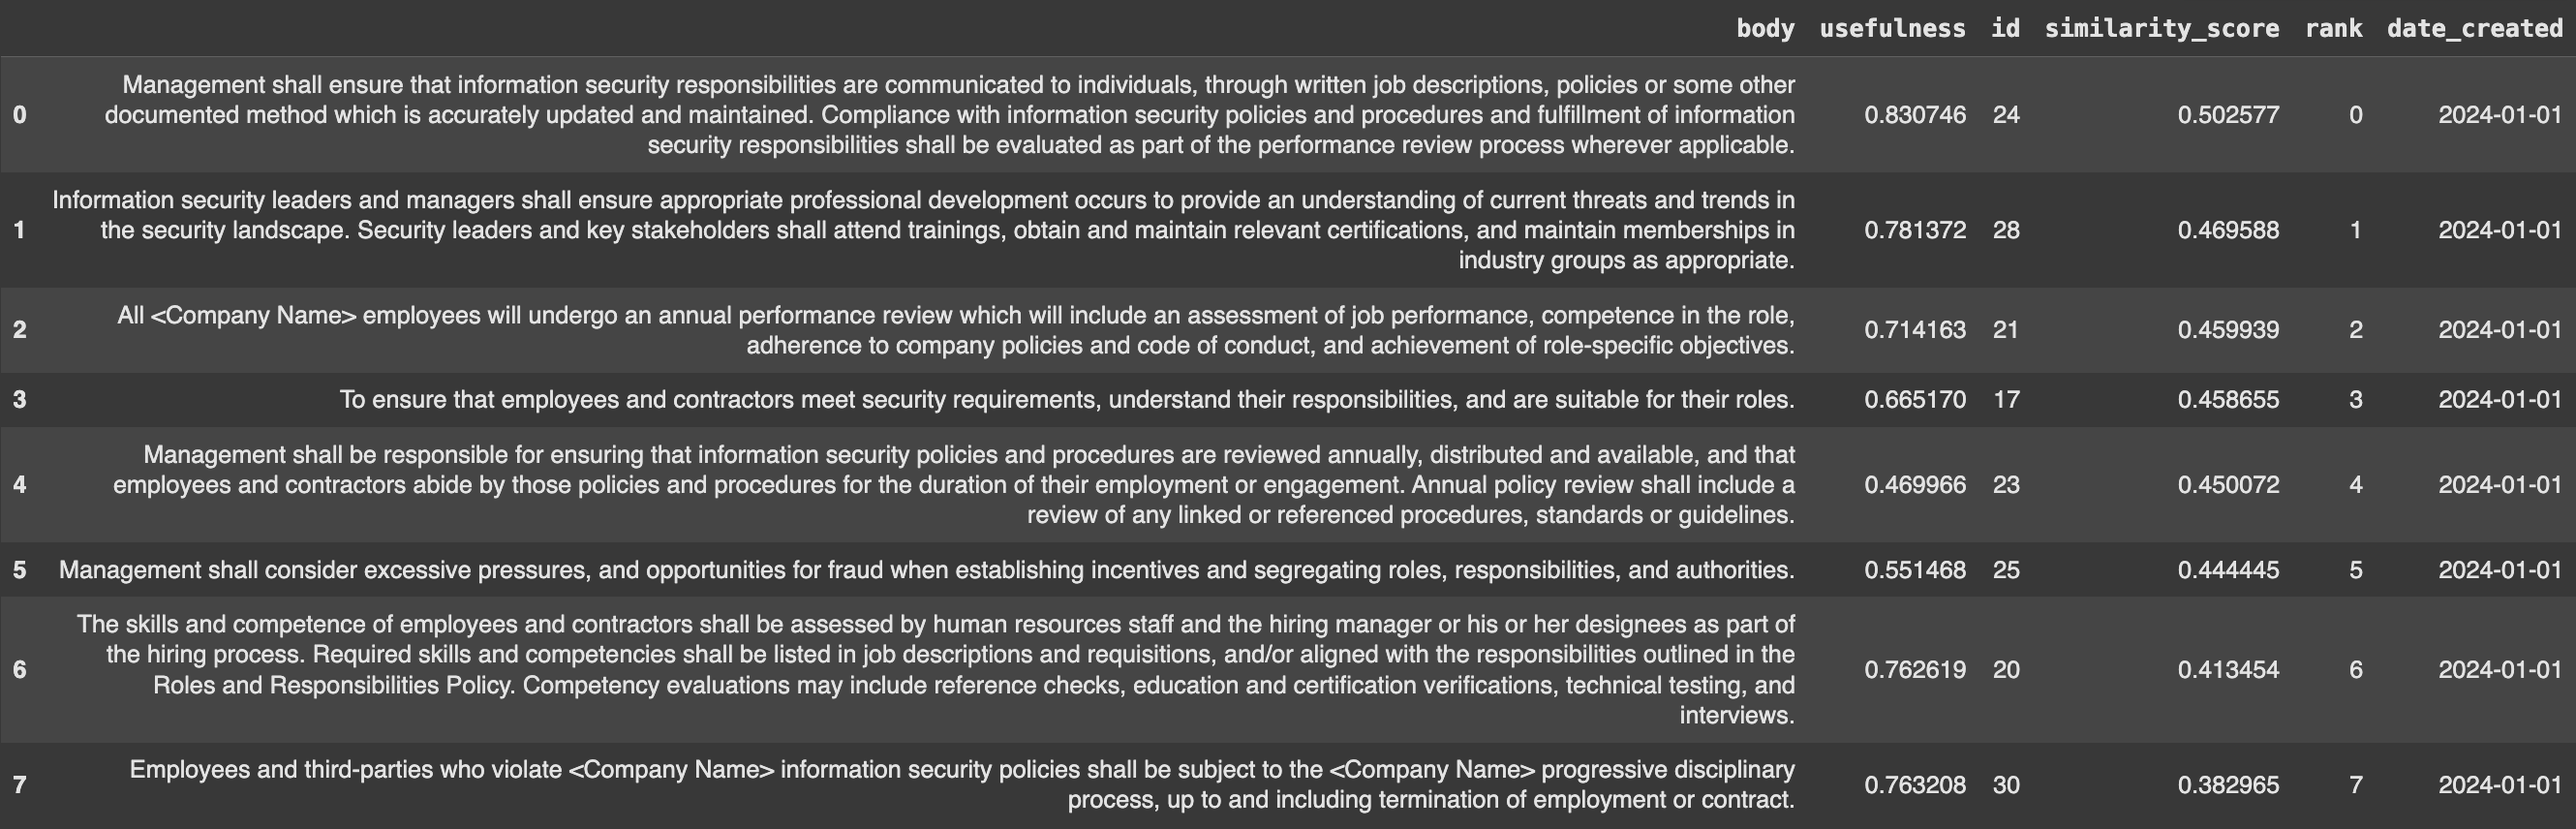 body usefulness id similarity_score rank date_created
Management shall ensure that information security responsibilities are communicated to individuals, through written job descriptions, policies or some other
0 documented method which is accurately updated and maintained. Compliance with information security policies and procedures and fulfillment of information 0.830746 24 0.502577 0 2024-01-01
security responsibilities shall be evaluated as part of the performance review process wherever applicable.
Information security leaders and managers shall ensure appropriate professional development occurs to provide an understanding of current threats and trends in
1 the security landscape. Security leaders and key stakeholders shall attend trainings, obtain and maintain relevant certifications, and maintain memberships in 0.781372 28 0.469588 1 2024-01-01
industry groups as appropriate.
All <Company Name> employees will undergo an annual performance review which will include an assessment of job performance, competence in the role,
2 0.714163 21 0.459939 2 2024-01-01
adherence to company policies and code of conduct, and achievement of role-specific objectives.
3 To ensure that employees and contractors meet security requirements, understand their responsibilities, and are suitable for their roles. 0.665170 17 0.458655 3 2024-01-01
Management shall be responsible for ensuring that information security policies and procedures are reviewed annually, distributed and available, and that
4 employees and contractors abide by those policies and procedures for the duration of their employment or engagement. Annual policy review shall include a 0.469966 23 0.450072 4 2024-01-01
review of any linked or referenced procedures, standards or guidelines.
5 Management shall consider excessive pressures, and opportunities for fraud when establishing incentives and segregating roles, responsibilities, and authorities. 0.551468 25 0.444445 5 2024-01-01
The skills and competence of employees and contractors shall be assessed by human resources staff and the hiring manager or his or her designees as part of
the hiring process. Required skills and competencies shall be listed in job descriptions and requisitions, and/or aligned with the responsibilities outlined in the
6 0.762619 20 0.413454 6 2024-01-01
Roles and Responsibilities Policy. Competency evaluations may include reference checks, education and certification verifications, technical testing, and
interviews.
Employees and third-parties who violate <Company Name> information security policies shall be subject to the <Company Name> progressive disciplinary
7 0.763208 30 0.382965 7 2024-01-01
process, up to and including termination of employment or contract.